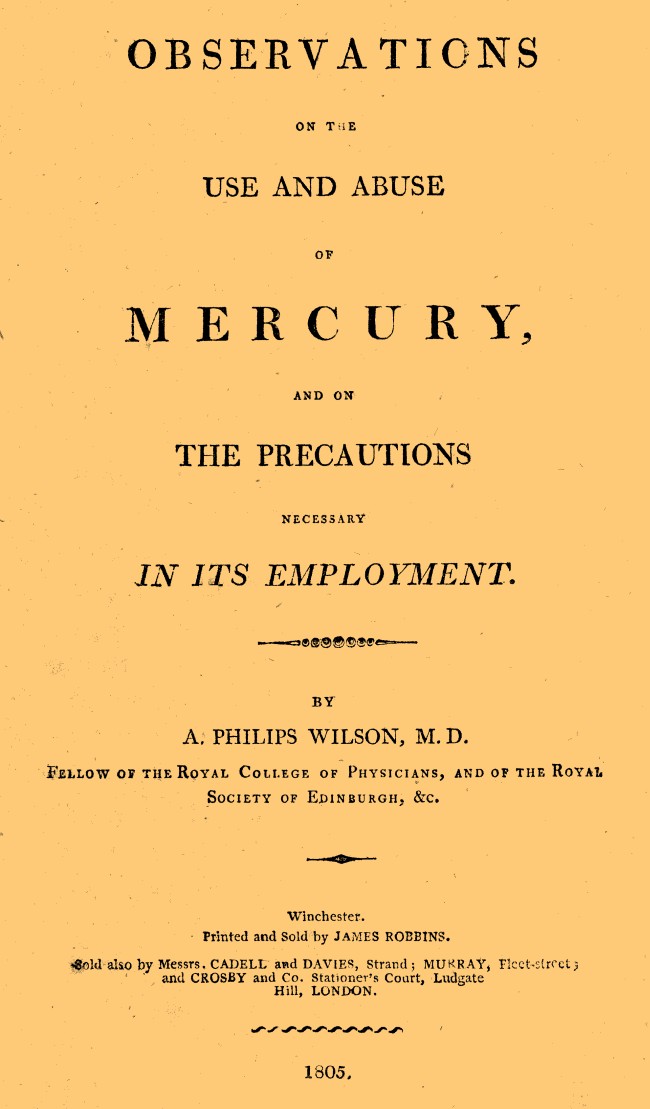 OBSERVATIONS
ON THE
USE AND ABUSE
OF
MERCURY,
AND ON
THE PRECAUTIONS
NECESSARY
IN ITS EMPLOYMENT.
BY
A. PHILIPS WILSON, M. D.
FELLOW OF THE ROYAL COLLEGE OF PHYSICIANS, AND OF THE ROYAL
SOCIETY OF EDINBURGH, &c.
Winchester.
Printed and Sold by JAMES ROBBINS.
Sold also by Messrs. CADELL and DAVIES, Strand; MURRAY, Fleet-street;
and CROSBY and Co. Stationer's Court, Ludgate
Hill, LONDON.
1805.